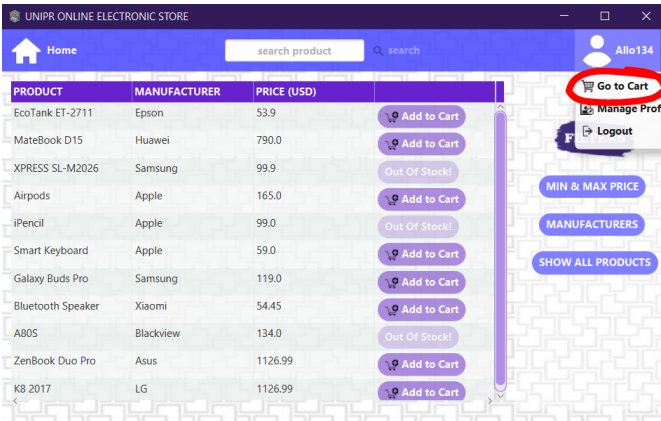 UNIPR ONLINE ELECTRONIC STORE
Home
search product
search
Allo134
Go to Cart
Manage Prof
Logout
PRODUCT MANUFACTURER PRICE (USD)
EcoTank ET-2711 Epson 53.9 Add to Cart
MateBook D15 Huawei 790.0 Add to Cart
XPRESS SL-M2026 Samsung 99.9 Out Of Stock!
Airpods Apple 165.0 Add to Cart
iPencil Apple 99.0 Out Of Stock!
Smart Keyboard Apple 59.0 Add to Cart
Galaxy Buds Pro Samsung 119.0 Add to Cart
Bluetooth Speaker Xiaomi 54.45 Add to Cart
A80S Blackview 134.0 Out Of Stock!
ZenBook Duo Pro Asus 1126.99 Add to Cart
K8 2017 LG 1126.99 Add to Cart
MIN & MAX PRICE
MANUFACTURERS
SHOW ALL PRODUCTS